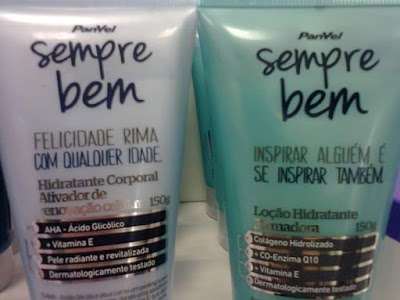 PanVel
sempre
bem
FELICIDADE RIMA
COM QUALQUER IDADE.
Hidratante Corporal
Ativador de
renovação
150g
AHA - Ácido Glicólico
+ Vitamina E
Pele radiante e revitalizada
Dermatologicamente testado
PanVel
sempre
bem
INSPIRAR ALGUÉM É
SE INSPIRAR TAMBÉM.
Loção Hidratante
150g
Colágeno Hidrolizado
+ CO-Enzima Q10
+ Vitamina E
Dermatologicamente testado